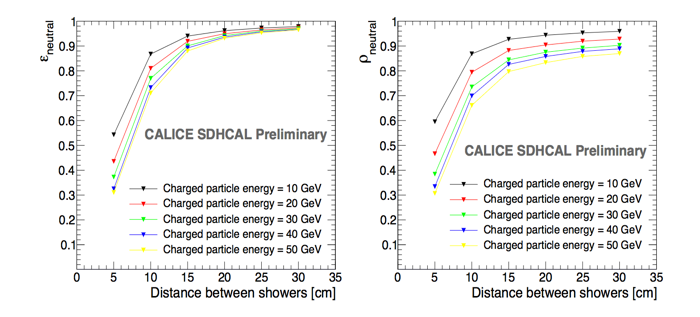 εneutral
1
0.9
0.8
0.7
0.6
0.5
0.4
0.3
0.2
0.1
CALICE SDHCAL Preliminary
Charged particle energy = 10 GeV
Charged particle energy = 20 GeV
Charged particle energy = 30 GeV
Charged particle energy = 40 GeV
Charged particle energy = 50 GeV
0 5 10 15 20 25 30 35
Distance between showers [cm]
ρneutral
1
0.9
0.8
0.7
0.6
0.5
0.4
0.3
0.2
0.1
CALICE SDHCAL Preliminary
Charged particle energy = 10 GeV
Charged particle energy = 20 GeV
Charged particle energy = 30 GeV
Charged particle energy = 40 GeV
Charged particle energy = 50 GeV
0 5 10 15 20 25 30 35
Distance between showers [cm]